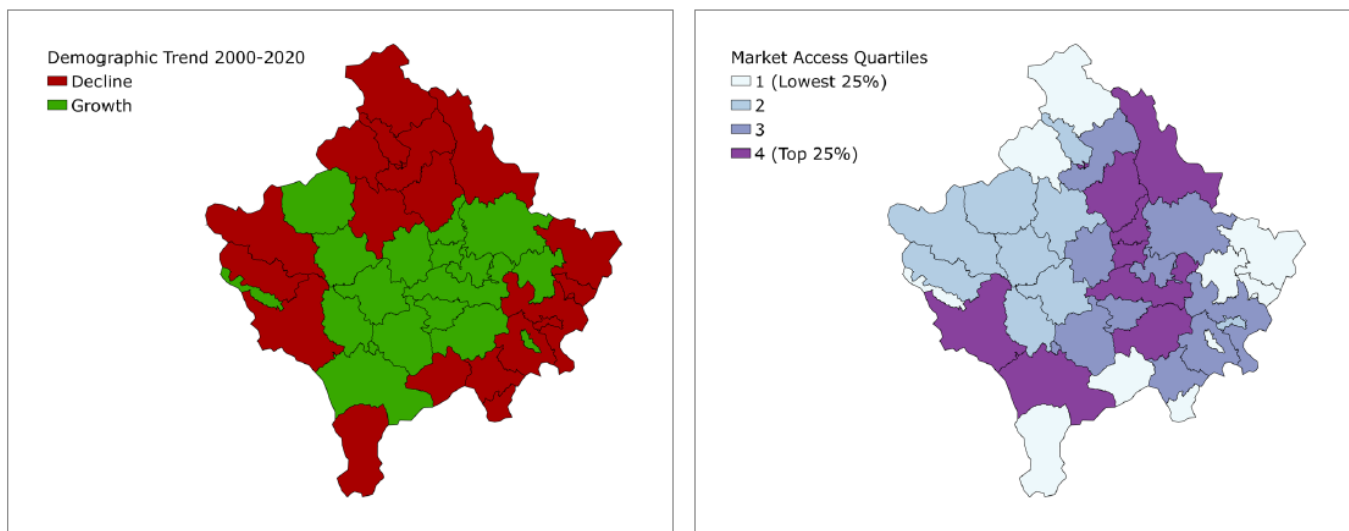 Demographic Trend 2000-2020
Decline
Growth
Market Access Quartiles
1 (Lowest 25%)
2
3
4 (Top 25%)